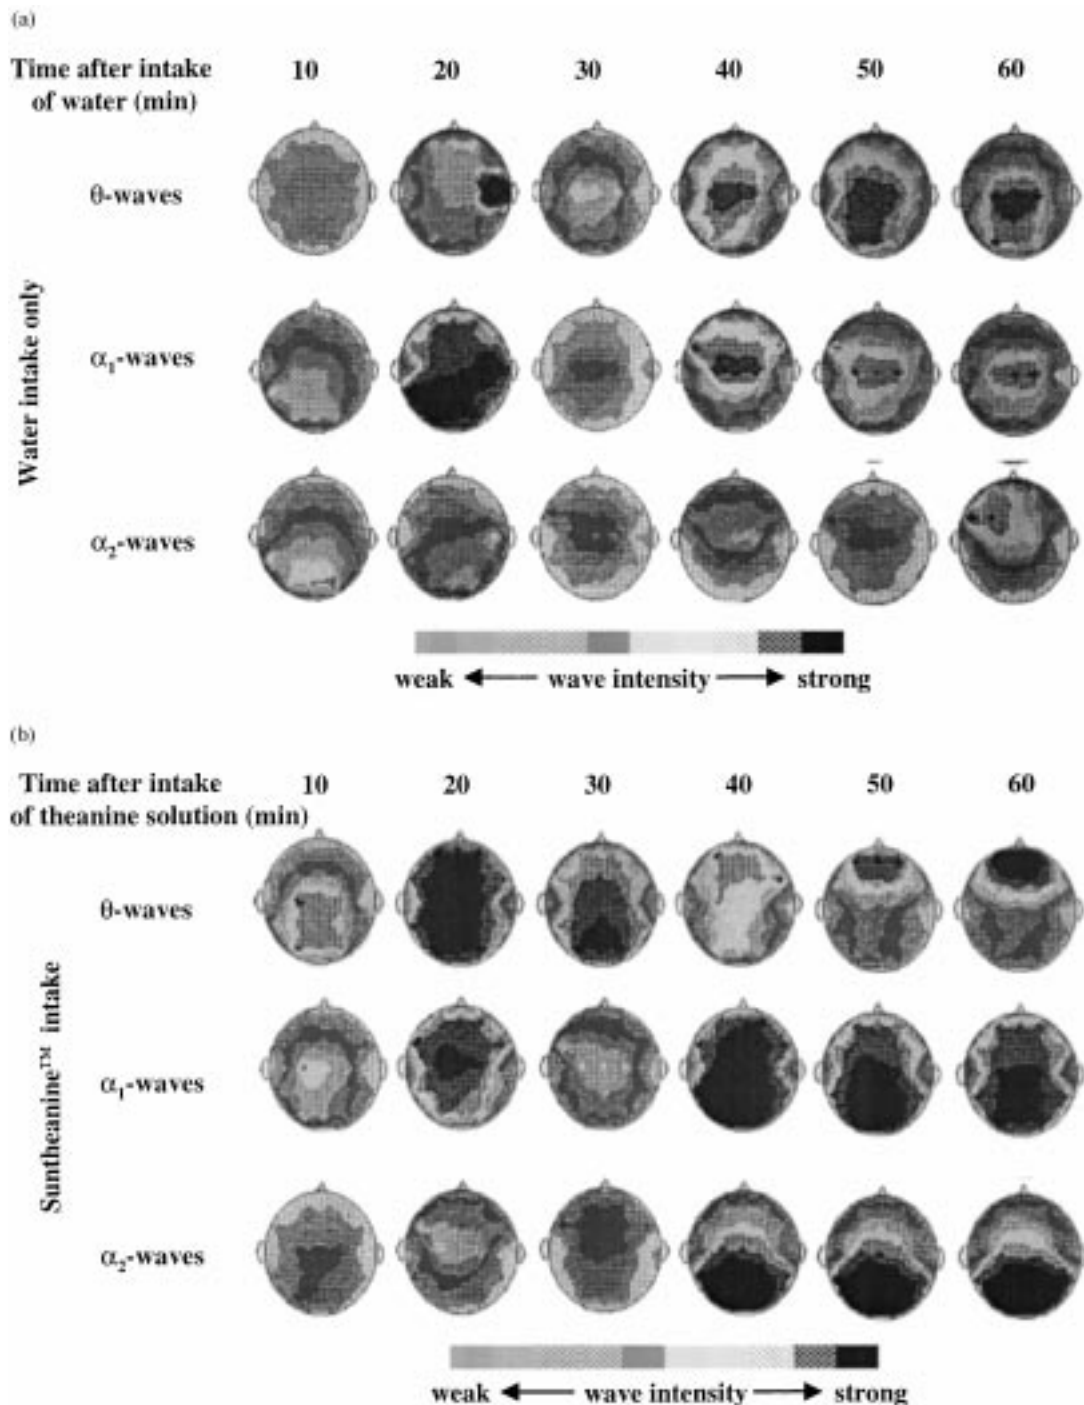 (a)
Time after intake of water (min) 10 20 30 40 50 60
θ-waves
Water intake only
α₁-waves
α₂-waves
weak wave intensity strong
(b)
Time after intake of theanine solution (min) 10 20 30 40 50 60
θ-waves
Suntheanine™ intake
α₁-waves
α₂-waves
weak wave intensity strong